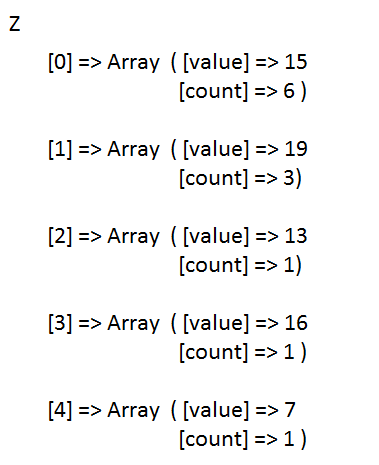 Z
[0] => Array ( [value] => 15
[count] => 6 )
[1] => Array ( [value] => 19
[count] => 3)
[2] => Array ( [value] => 13
[count] => 1)
[3] => Array ( [value] => 16
[count] => 1 )
[4] => Array ( [value] => 7
[count] => 1 )